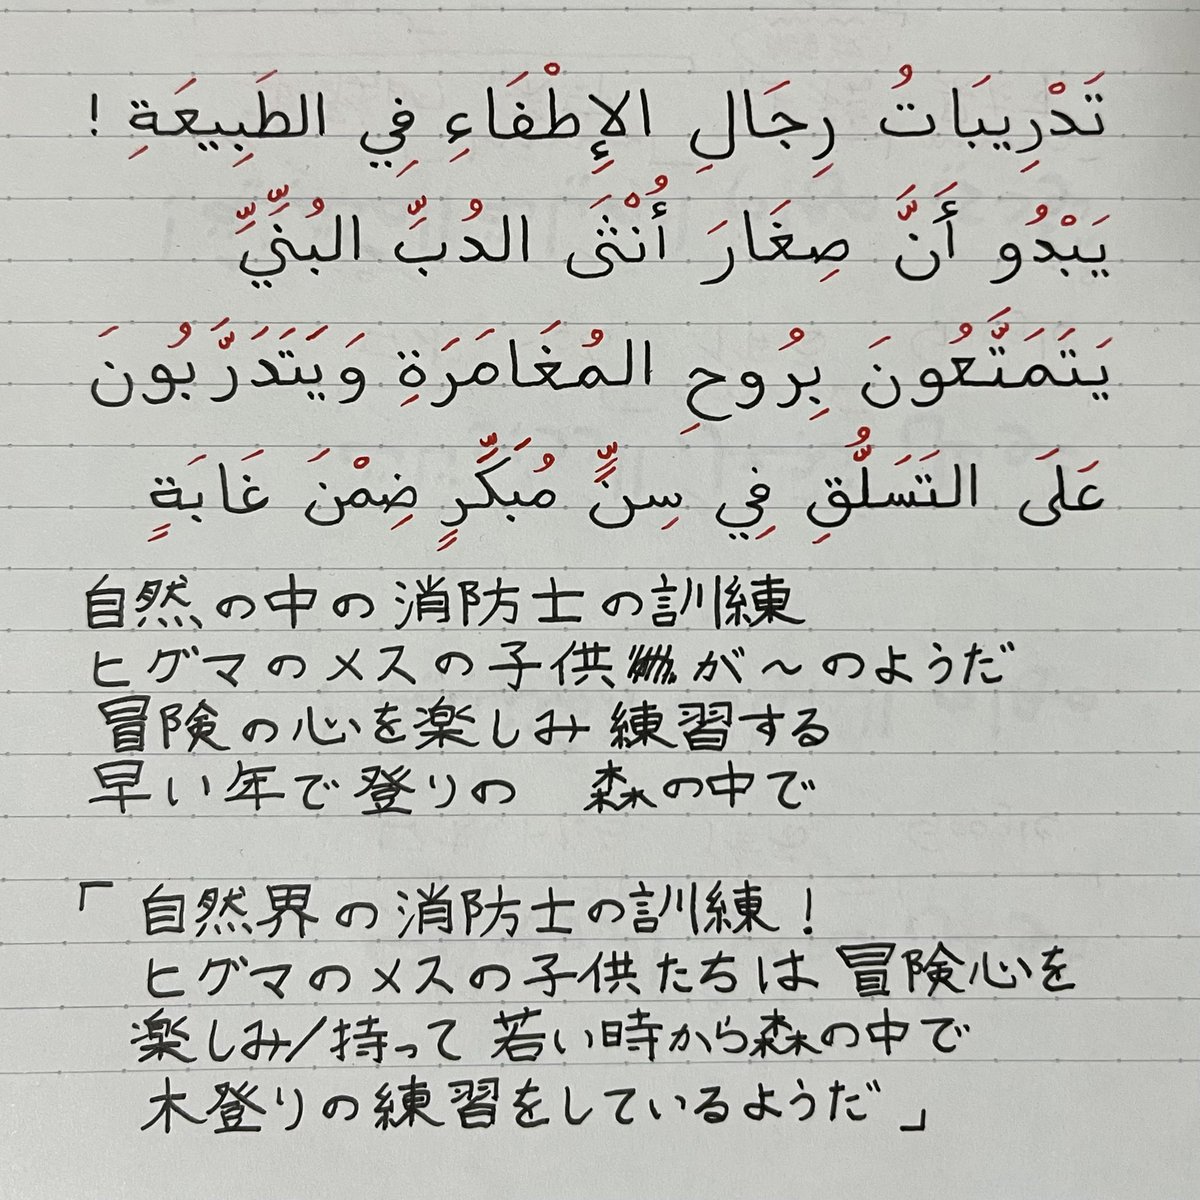 تَدْرِيبَاتُ رِجَالِ الإِطْفَاءِ فِي الطَبِيعَةِ !
يَبْدُو أَنَّ صِغَارَ أُنْثَى الدُبِّ البُنِّيِّ
يَتَمَتَّعُونَ بِرُوحِ المُغَامَرَةِ وَيَتَدَرَّبُونَ
عَلَى التَسَلُّقِ فِي سِنٍّ مُبَكِّرٍ ضِمْنَ غَابَةٍ
自然の中の消防士の訓練
ヒグマのメスの子供が〜のようだ
冒険の心を楽しみ 練習する
早い年で登りの 森の中で
「自然界の消防士の訓練！
ヒグマのメスの子供たちは冒険心を
楽しみ/持って 若い時から森の中で
木登りの練習をしているようだ」